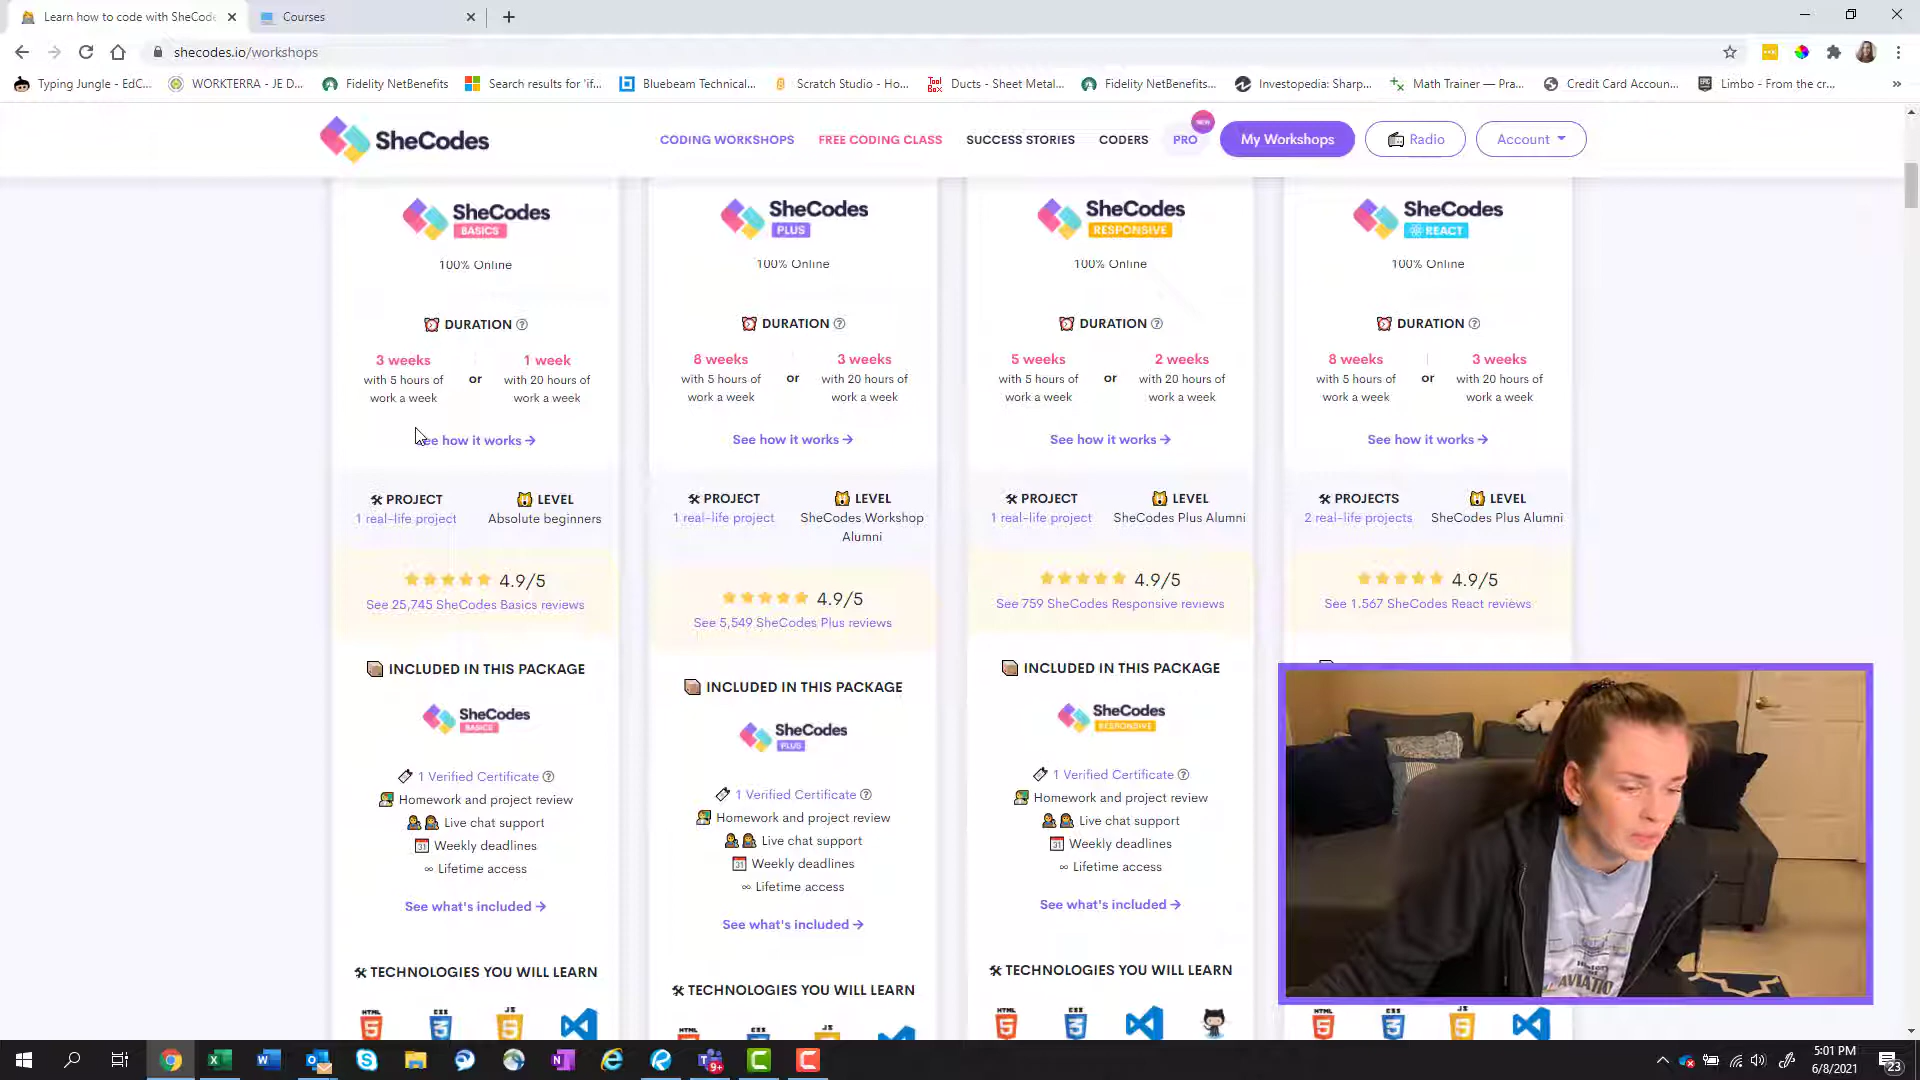 Learn how to code with SheCode
Courses
shecodes.io/workshops
Typing Jungle - EdC...
WORKTERRA - JE D...
Fidelity NetBenefits
Search results for 'if...
Bluebeam Technical...
Scratch Studio - Ho...
Ducts - Sheet Metal...
Fidelity NetBenefits...
Investopedia: Sharp...
Math Trainer — Pra...
Credit Card Accoun...
Limbo - From the cr...
SheCodes
CODING WORKSHOPS
FREE CODING CLASS
SUCCESS STORIES
CODERS
PRO
NEW
My Workshops
Radio
Account
SheCodes
BASICS
100% Online
DURATION
3 weeks
with 5 hours of
work a week
or
1 week
with 20 hours of
work a week
See how it works →
PROJECT
1 real-life project
LEVEL
Absolute beginners
4.9/5
See 25,745 SheCodes Basics reviews
INCLUDED IN THIS PACKAGE
SheCodes
BASICS
1 Verified Certificate
Homework and project review
Live chat support
Weekly deadlines
∞ Lifetime access
See what's included →
TECHNOLOGIES YOU WILL LEARN
HTML
CSS
JS
SheCodes
PLUS
100% Online
DURATION
8 weeks
with 5 hours of
work a week
or
3 weeks
with 20 hours of
work a week
See how it works →
PROJECT
1 real-life project
LEVEL
SheCodes Workshop
Alumni
4.9/5
See 5,549 SheCodes Plus reviews
INCLUDED IN THIS PACKAGE
SheCodes
PLUS
1 Verified Certificate
Homework and project review
Live chat support
Weekly deadlines
∞ Lifetime access
See what's included →
TECHNOLOGIES YOU WILL LEARN
HTML
CSS
JS
SheCodes
RESPONSIVE
100% Online
DURATION
5 weeks
with 5 hours of
work a week
or
2 weeks
with 20 hours of
work a week
See how it works →
PROJECT
1 real-life project
LEVEL
SheCodes Plus Alumni
4.9/5
See 759 SheCodes Responsive reviews
INCLUDED IN THIS PACKAGE
SheCodes
RESPONSIVE
1 Verified Certificate
Homework and project review
Live chat support
Weekly deadlines
∞ Lifetime access
See what's included →
TECHNOLOGIES YOU WILL LEARN
HTML
CSS
SheCodes
REACT
100% Online
DURATION
8 weeks
with 5 hours of
work a week
or
3 weeks
with 20 hours of
work a week
See how it works →
PROJECTS
2 real-life projects
LEVEL
SheCodes Plus Alumni
4.9/5
See 1.567 SheCodes React reviews
HTML
CSS
JS
AVIATIO
5:01 PM
6/8/2021
23
9+